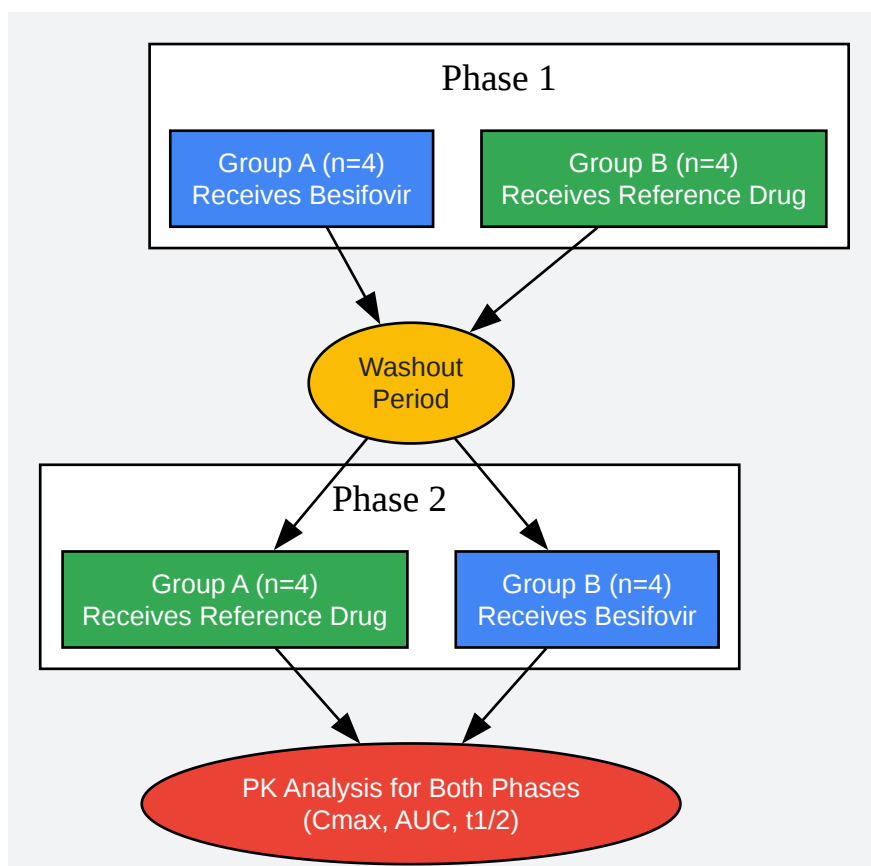 Phase 1
Group A (n=4)
Receives Besifovir
Group B (n=4)
Receives Reference Drug
Washout
Period
Phase 2
Group A (n=4)
Receives Reference Drug
Group B (n=4)
Receives Besifovir
PK Analysis for Both Phases
(Cmax, AUC, t1/2)